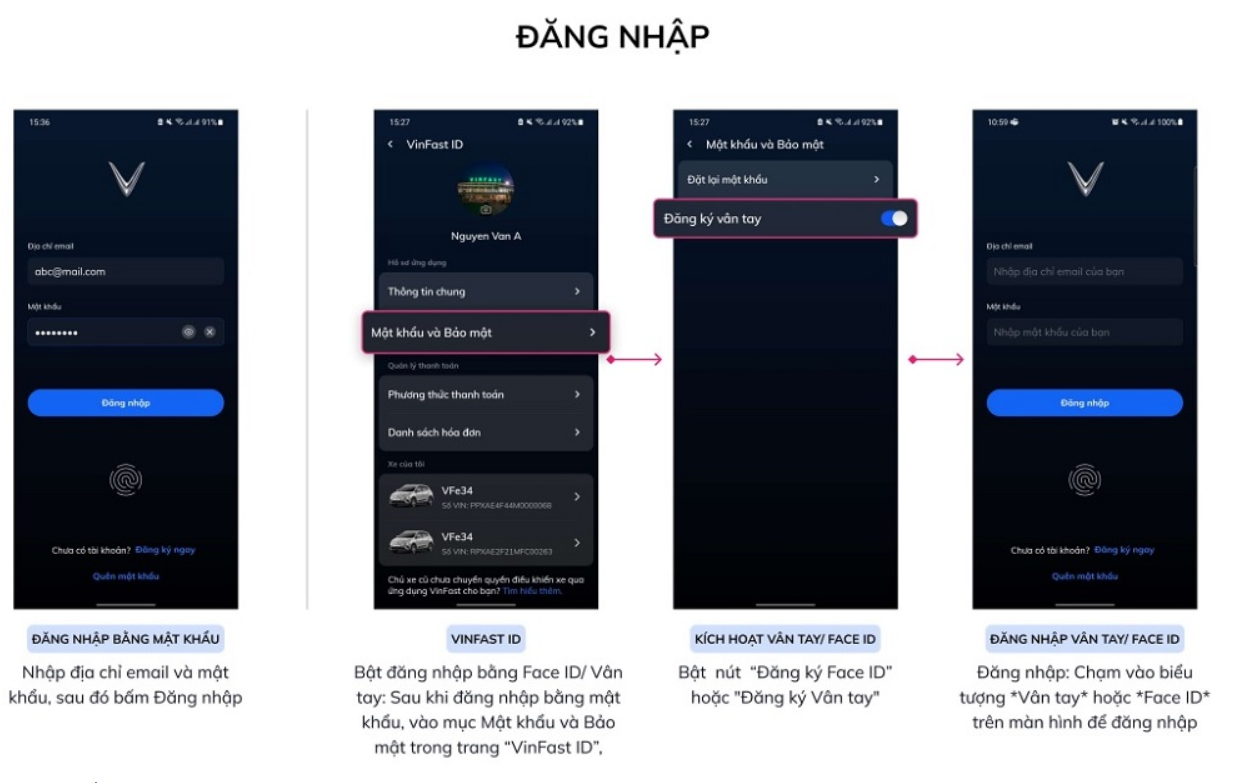 ĐĂNG NHẬP
15:36
91%
Địa chỉ email
abc@mail.com
Mật khẩu
Đăng nhập
Chưa có tài khoản? Đăng ký ngay
Quên mật khẩu
ĐĂNG NHẬP BẰNG MẬT KHẨU
Nhập địa chỉ email và mật
khẩu, sau đó bấm Đăng nhập
15:27
92%
VinFast ID
VINFAST
Nguyen Van A
Hồ sơ ứng dụng
Thông tin chung
Mật khẩu và Bảo mật
Quản lý thanh toán
Phương thức thanh toán
Danh sách hóa đơn
Xe của tôi
VFe34
Số VIN: PPXAE4F44M0000068
VFe34
Số VIN: RPXAE2F21MFC00263
Chủ xe cũ chưa chuyển quyền điều khiển xe qua
ứng dụng VinFast cho bạn? Tìm hiểu thêm.
VINFAST ID
Bật đăng nhập bằng Face ID/ Vân
tay: Sau khi đăng nhập bằng mật
khẩu, vào mục Mật khẩu và Bảo
mật trong trang “VinFast ID”,
15:27
92%
Mật khẩu và Bảo mật
Đặt lại mật khẩu
Đăng ký vân tay
KÍCH HOẠT VÂN TAY/ FACE ID
Bật nút “Đăng ký Face ID”
hoặc "Đăng ký Vân tay"
10:59
100%
Địa chỉ email
Nhập địa chỉ email của bạn
Mật khẩu
Nhập mật khẩu của bạn
Đăng nhập
Chưa có tài khoản? Đăng ký ngay
Quên mật khẩu
ĐĂNG NHẬP VÂN TAY/ FACE ID
Đăng nhập: Chạm vào biểu
tượng *Vân tay* hoặc *Face ID*
trên màn hình để đăng nhập